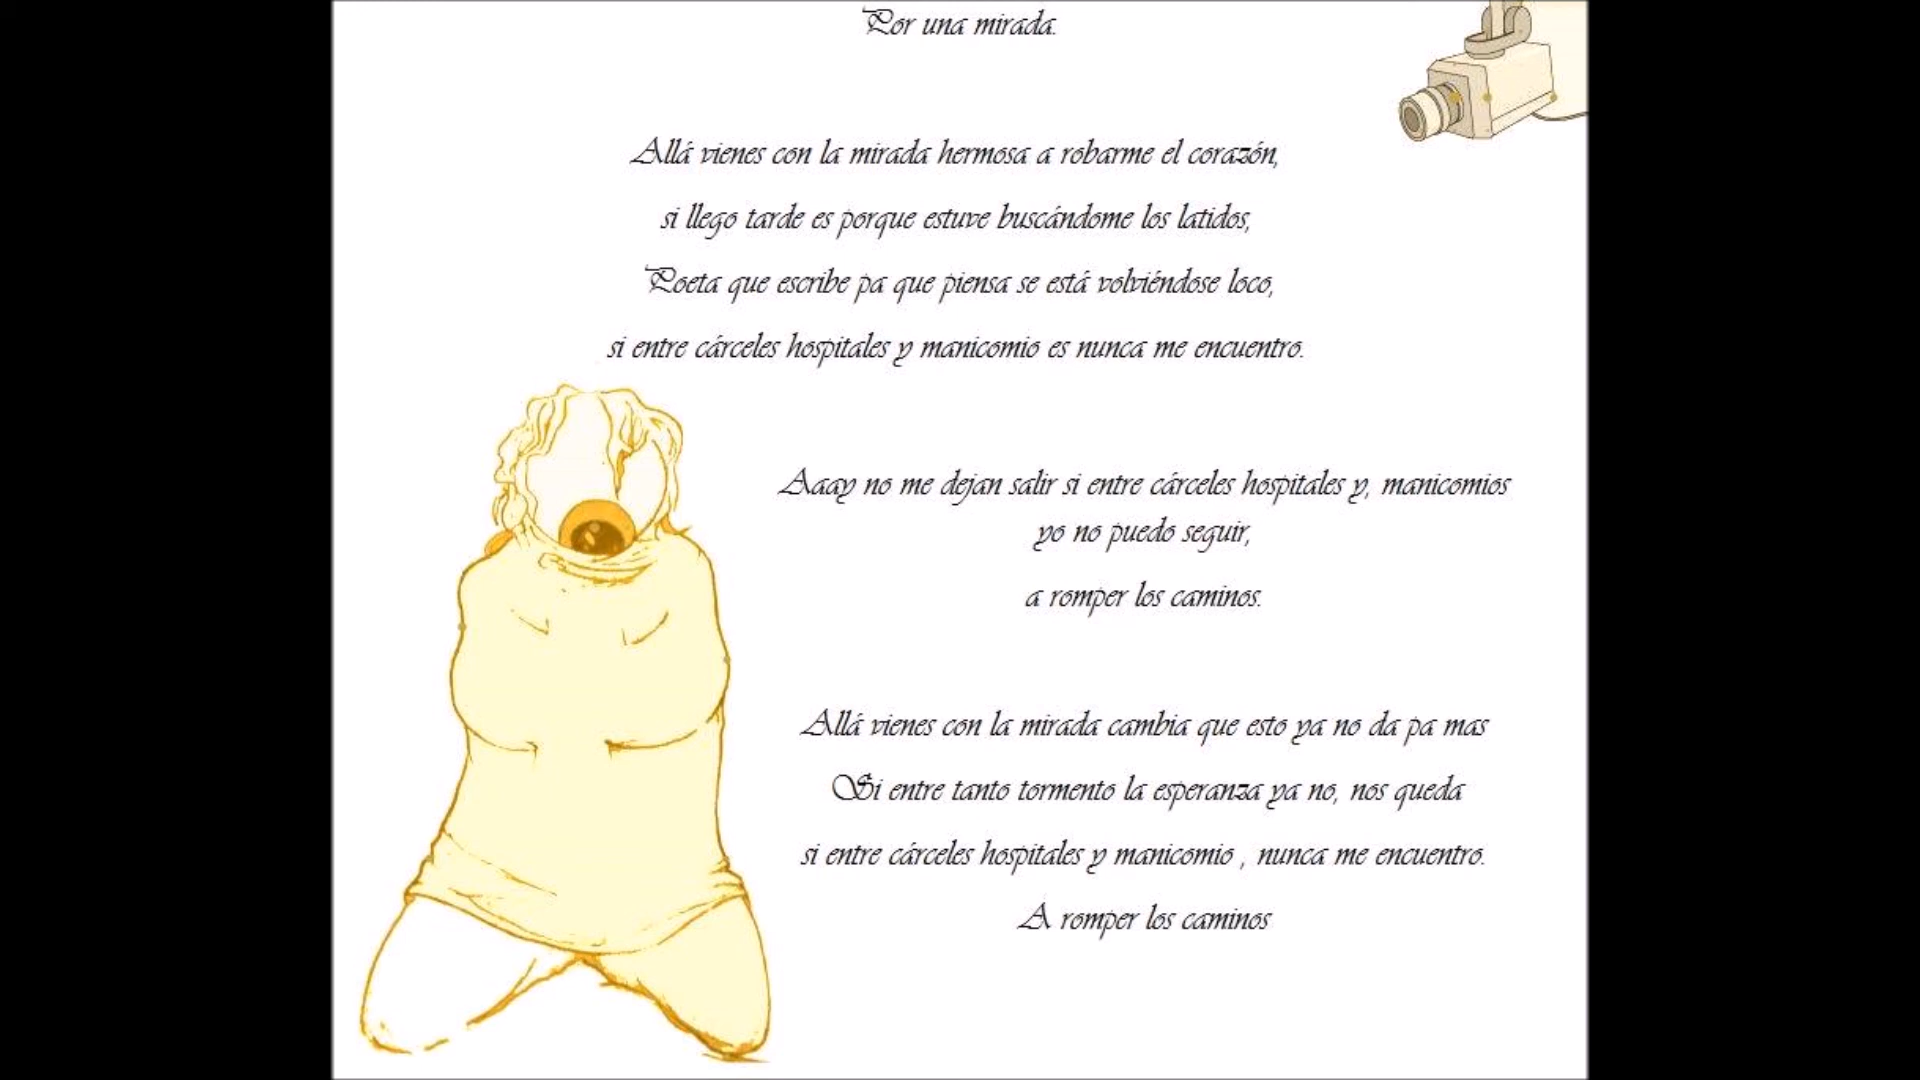 Por una mirada.
Allá vienes con la mirada hermosa a robarme el corazón,
si llego tarde es porque estuve buscándome los latidos,
Poeta que escribe pa que piensa se está volviéndose loco,
si entre cárceles hospitales y manicomio es nunca me encuentro.
Aaay no me dejan salir si entre cárceles hospitales y, manicomios
yo no puedo seguir,
a romper los caminos.
Allá vienes con la mirada cambia que esto ya no da pa mas
Si entre tanto tormento la esperanza ya no, nos queda
si entre cárceles hospitales y manicomio , nunca me encuentro.
A romper los caminos